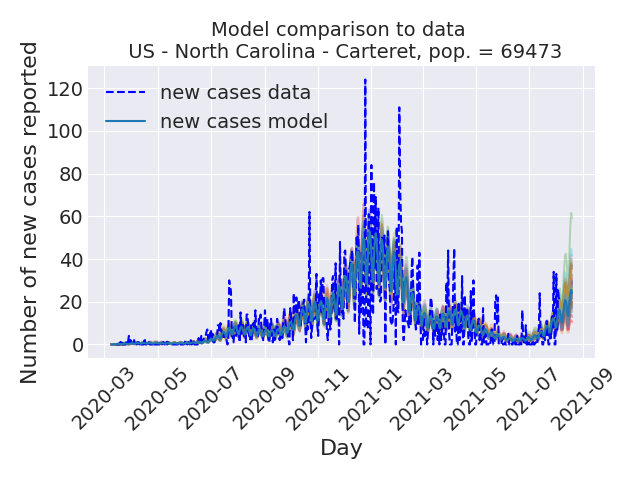 Model comparison to data
US - North Carolina - Carteret, pop. = 69473
Number of new cases reported
120
100
80
60
40
20
0
new cases data
new cases model
2020-03
2020-05
2020-07
2020-09
2020-11
2021-01
2021-03
2021-05
2021-07
2021-09
Day